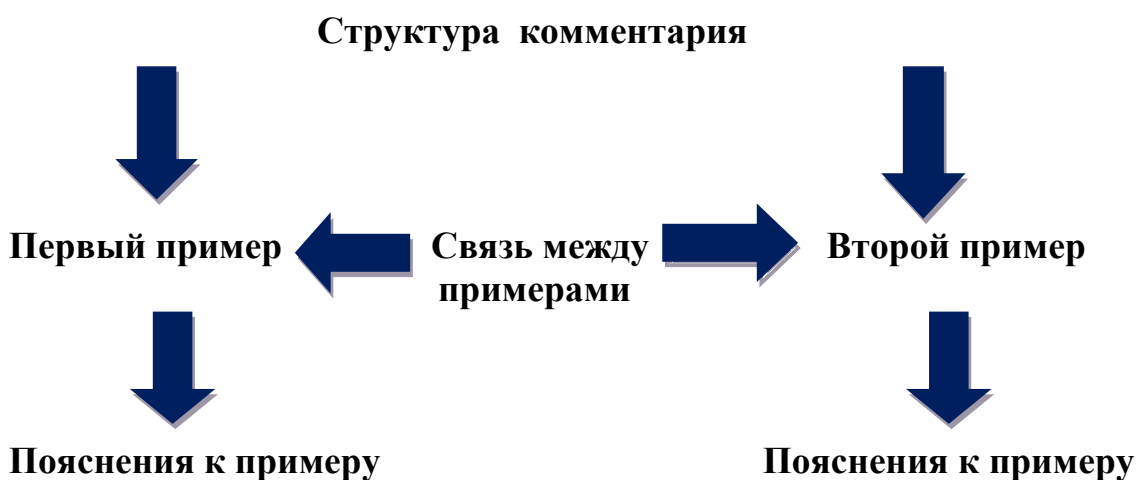 Структура комментария
Первый пример
Связь между
примерами
Второй пример
Пояснения к примеру
Пояснения к примеру